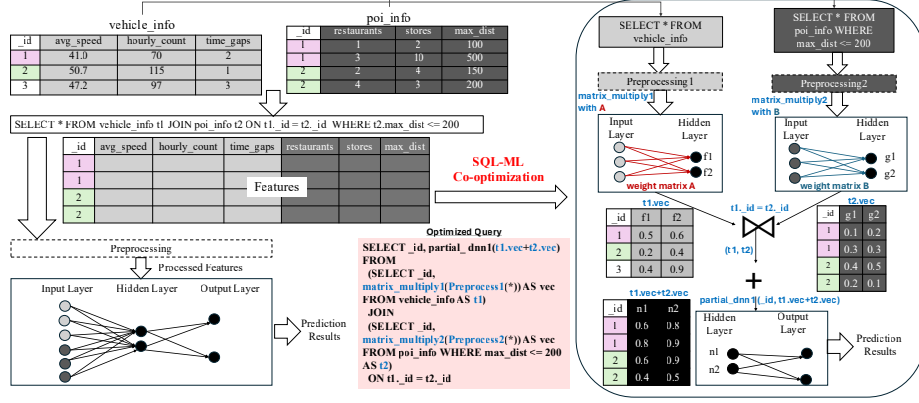 vehicle_info
_id avg_speed hourly_count time_gaps
1 41.0 70 2
2 50.7 115 1
3 47.2 97 3
poi_info
_id restaurants stores max_dist
1 1 2 100
1 3 10 500
2 2 4 150
2 4 3 200
SELECT * FROM vehicle_info t1 JOIN poi_info t2 ON t1._id = t2._id WHERE t2.max_dist <= 200
_id avg_speed hourly_count time_gaps restaurants stores max_dist
1
1
2
2
Features
SQL-ML
Co-optimization
Preprocessing
Processed Features
Input Layer Hidden Layer Output Layer
Prediction
Results
Optimized Query
SELECT _id, partial_dnn1(t1.vec+t2.vec)
FROM
(SELECT _id,
matrix_multiply1(Preprocess1(*)) AS vec
FROM vehicle_info AS t1)
JOIN
(SELECT _id,
matrix_multiply2(Preprocess2(*)) AS vec
FROM poi_info WHERE max_dist <= 200
AS t2)
ON t1._id = t2._id
SELECT * FROM
vehicle_info
Preprocessing1
matrix_multiply1
with A
Input
Layer
Hidden
Layer
f1
f2
weight matrix A
SELECT * FROM
poi_info WHERE
max_dist <= 200
Preprocessing2
matrix_multiply2
with B
Input
Layer
Hidden
Layer
g1
g2
weight matrix B
t1.vec
_id f1 f2
1 0.5 0.6
2 0.2 0.4
3 0.4 0.9
t1._id = t2._id
(t1, t2)
+
t2.vec
_id g1 g2
1 0.1 0.2
1 0.3 0.3
2 0.4 0.5
2 0.2 0.1
t1.vec+t2.vec
_id n1 n2
1 0.6 0.8
1 0.8 0.9
2 0.6 0.9
2 0.4 0.5
partial_dnn1(_id, t1.vec+t2.vec)
Hidden
Layer
Output
Layer
n1
n2
Prediction
Results